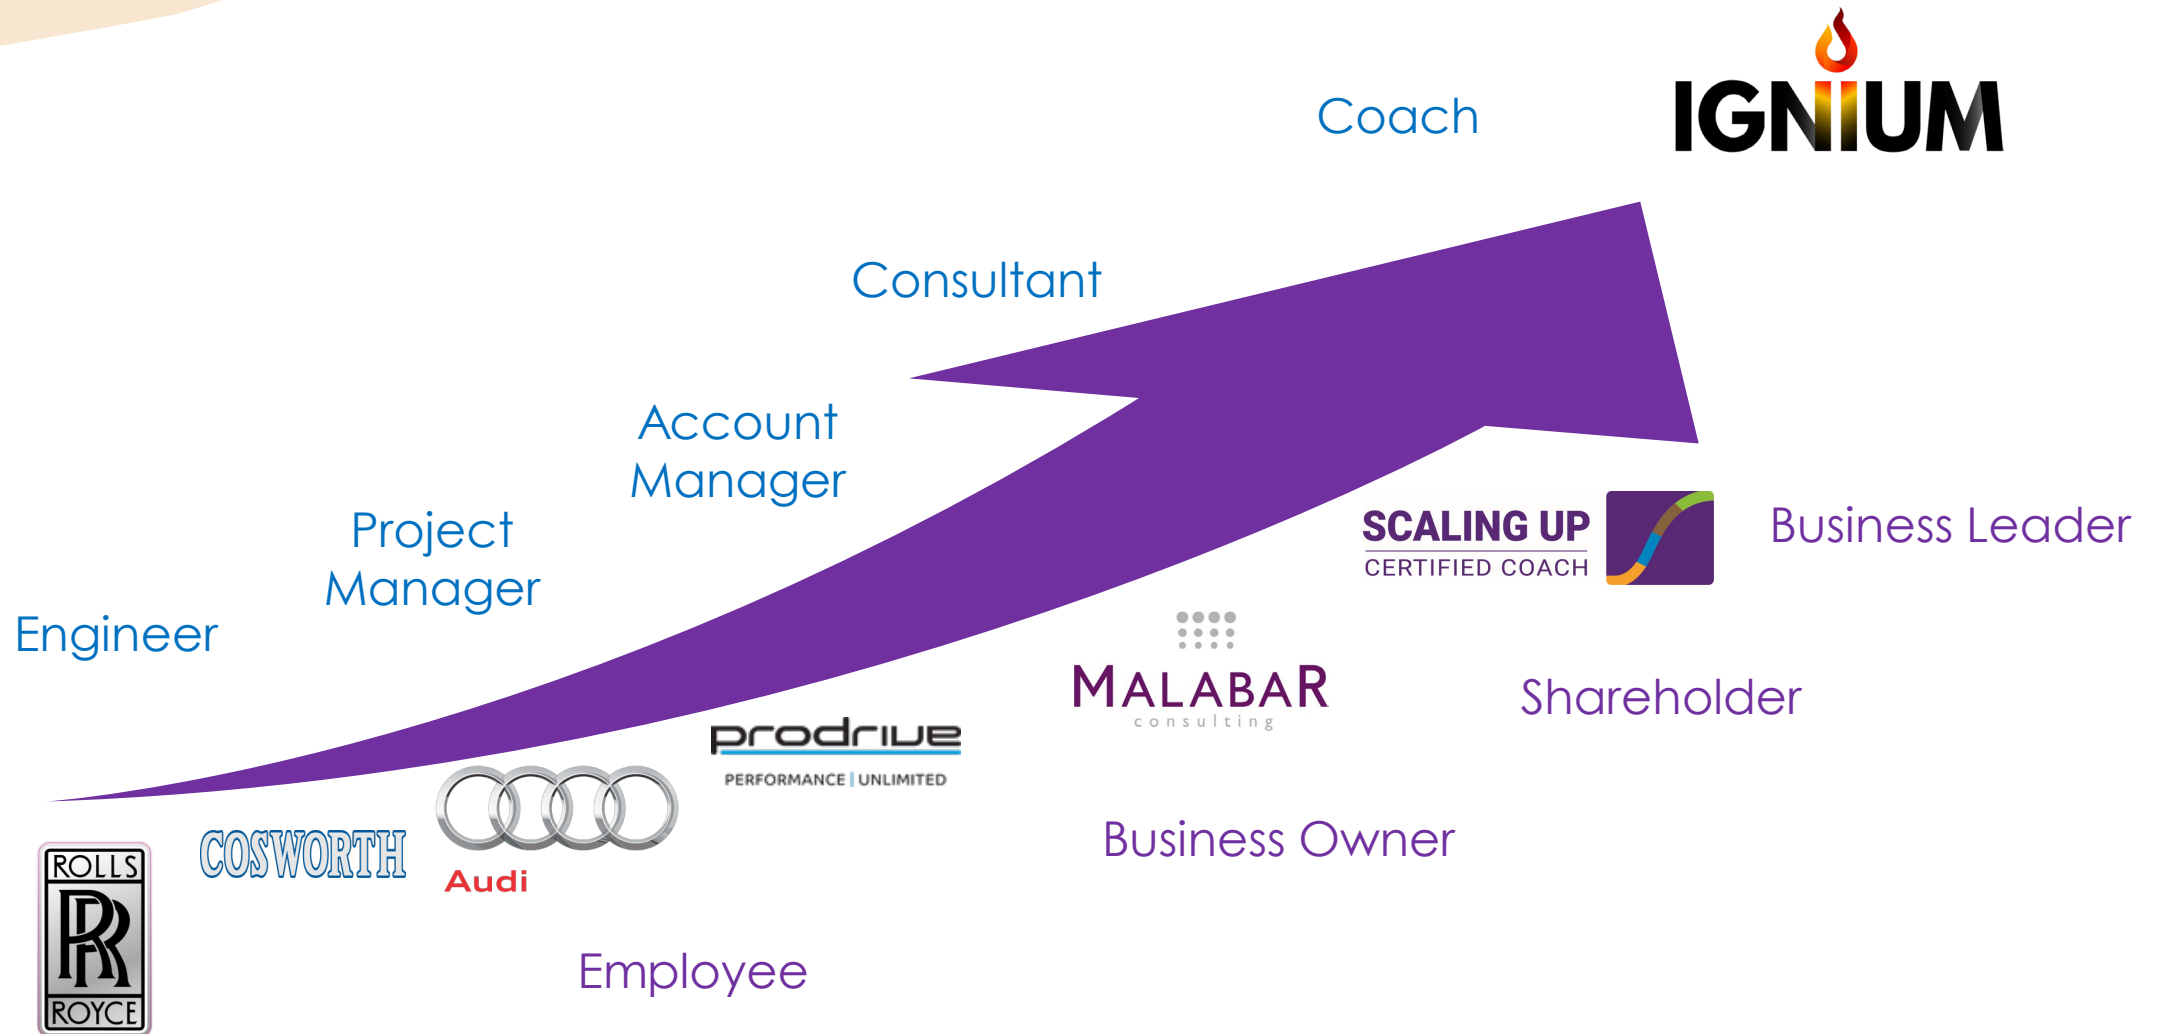 Coach
IGNIUM
Consultant
Account
Manager
Project
Manager
Engineer
SCALING UP
CERTIFIED COACH
Business Leader
MALABAR
consulting
Shareholder
prodrive
PERFORMANCE | UNLIMITED
Business Owner
COSWORTH
Audi
ROLLS
RR
ROYCE
Employee